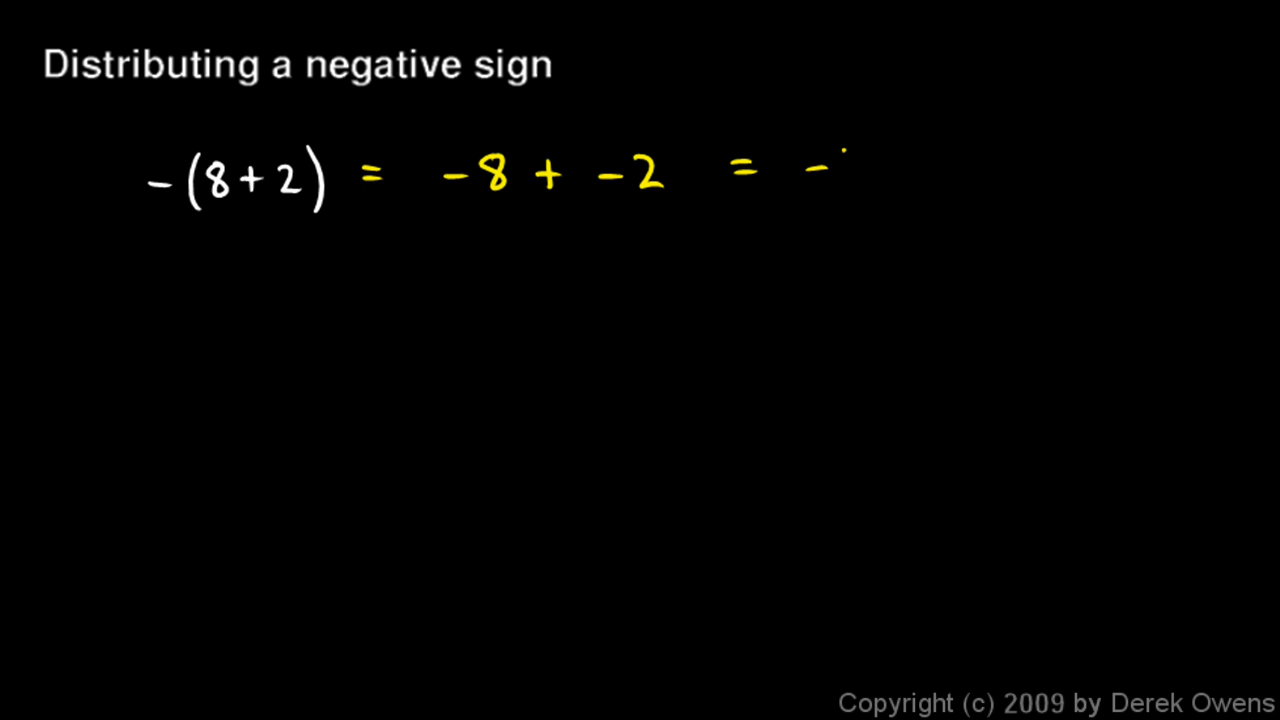 Distributing a negative sign
-(8+2) = -8 + -2 = -
Copyright (c) 2009 by Derek Owens